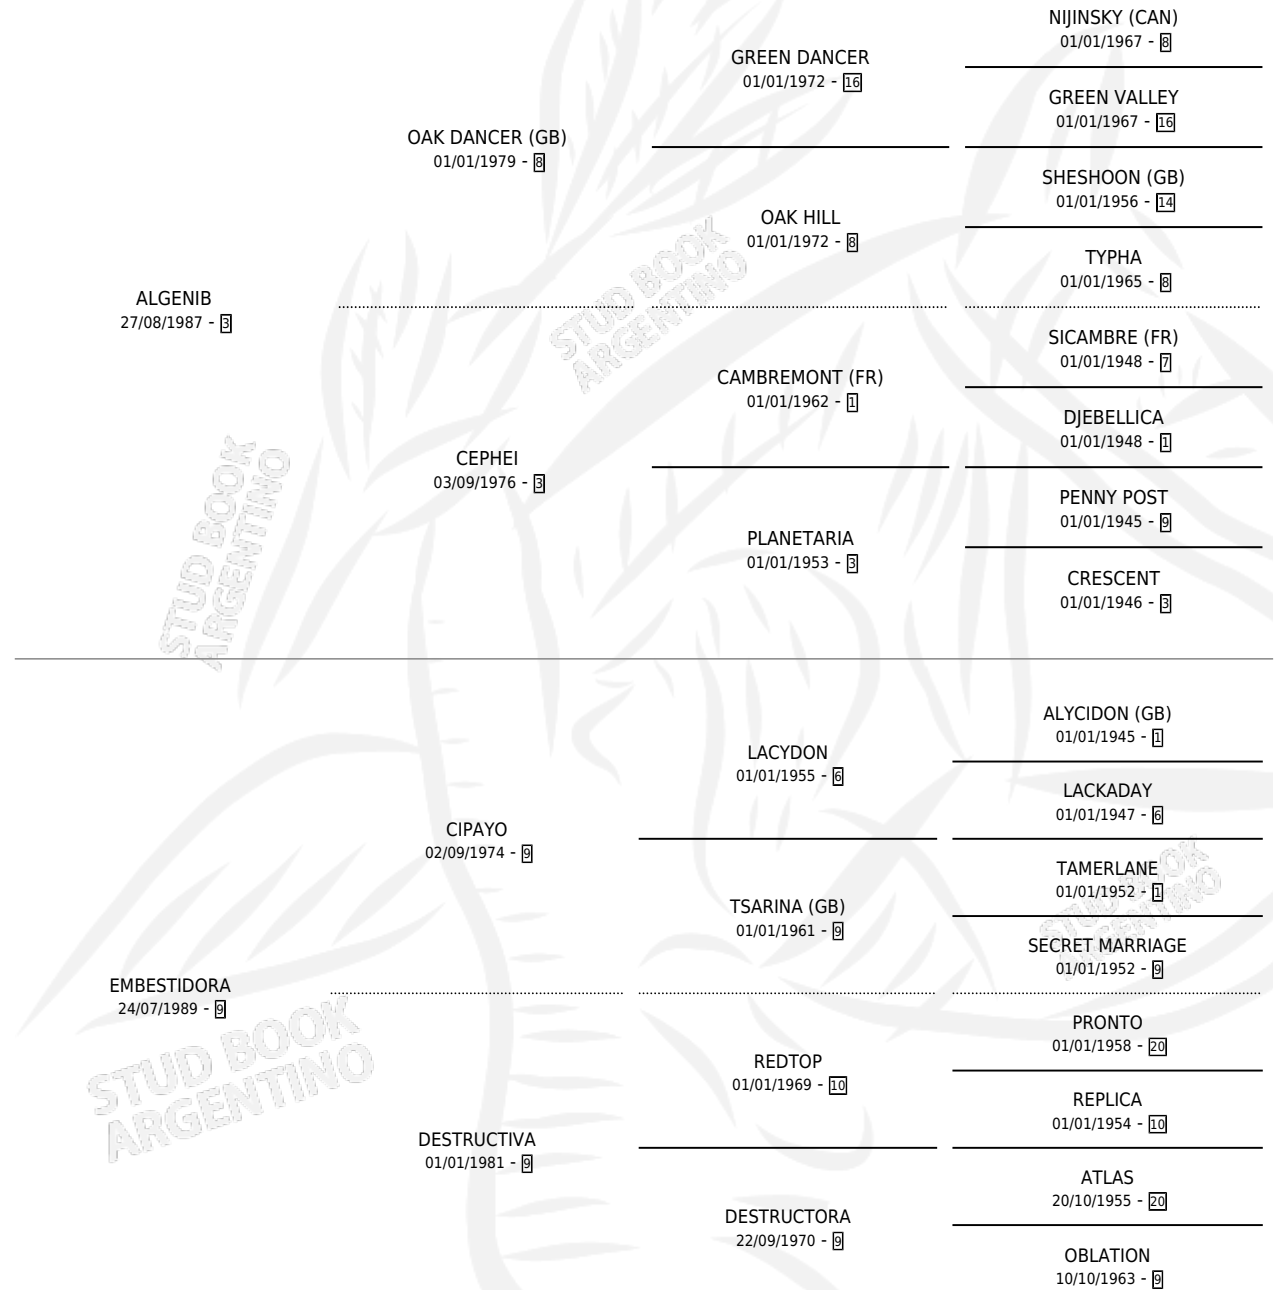 NIJINSKY (CAN)
01/01/1967 - 8
GREEN DANCER
01/01/1972 - 16
GREEN VALLEY
01/01/1967 - 16
OAK DANCER (GB)
01/01/1979 - 8
SHESHOON (GB)
01/01/1956 - 14
OAK HILL
01/01/1972 - 8
TYPHA
01/01/1965 - 8
ALGENIB
27/08/1987 - 3
SICAMBRE (FR)
01/01/1948 - 7
CAMBREMONT (FR)
01/01/1962 - 1
DJEBELLICA
01/01/1948 - 1
CEPHEI
03/09/1976 - 3
PENNY POST
01/01/1945 - 9
PLANETARIA
01/01/1953 - 3
CRESCENT
01/01/1946 - 3
STUD BOOK
ARGENTINO
STUD BOOK
ARGENTINO
ALYCIDON (GB)
01/01/1945 - 1
LACYDON
01/01/1955 - 6
LACKADAY
01/01/1947 - 6
CIPAYO
02/09/1974 - 9
TAMERLANE
01/01/1952 - 1
TSARINA (GB)
01/01/1961 - 9
SECRET MARRIAGE
01/01/1952 - 9
EMBESTIDORA
24/07/1989 - 9
PRONTO
01/01/1958 - 20
REDTOP
01/01/1969 - 10
REPLICA
01/01/1954 - 10
DESTRUCTIVA
01/01/1981 - 9
ATLAS
20/10/1955 - 20
DESTRUCTORA
22/09/1970 - 9
OBLATION
10/10/1963 - 9
STUD BOOK
ARGENTINO
STUD BOOK
ARGENTINO